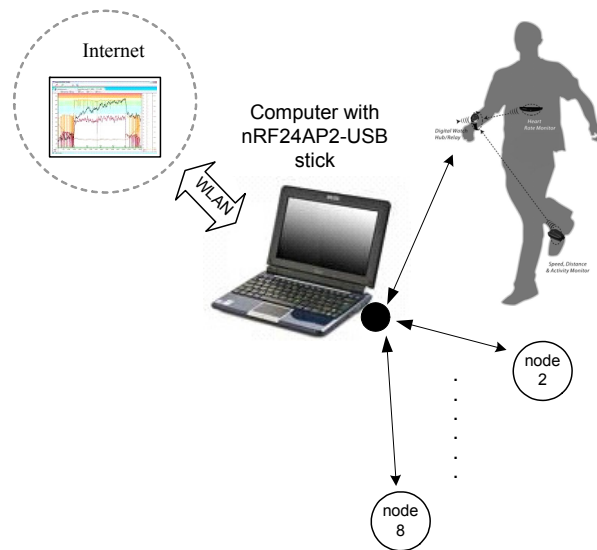 Internet
Computer with
nRF24AP2-USB
stick
WLAN
Digital Watch
Hub/Relay
Heart
Rate Monitor
Speed, Distance
& Activity Monitor
node
2
node
8